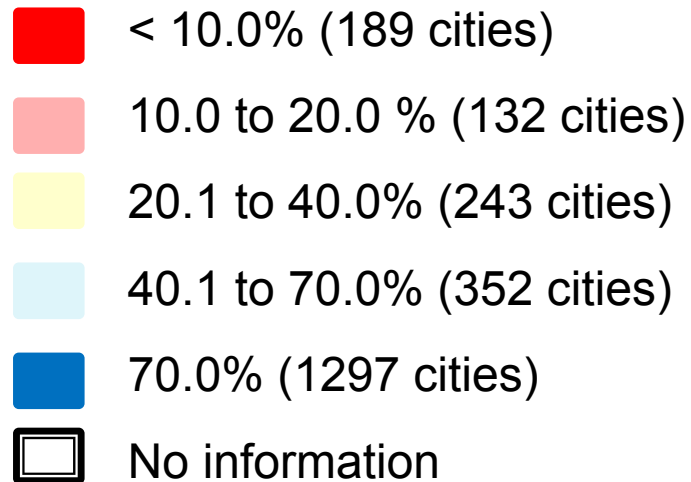 < 10.0% (189 cities)
10.0 to 20.0 % (132 cities)
20.1 to 40.0% (243 cities)
40.1 to 70.0% (352 cities)
70.0% (1297 cities)
No information